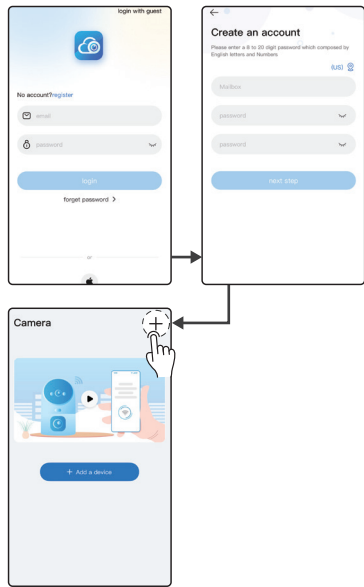 login with guest
No account?register
email
password
login
forget password >
or
Create an account
Please enter a 8 to 20 digit password which composed by
English letters and Numbers
(US)
Mailbox
password
password
next step
Camera
+ Add a device